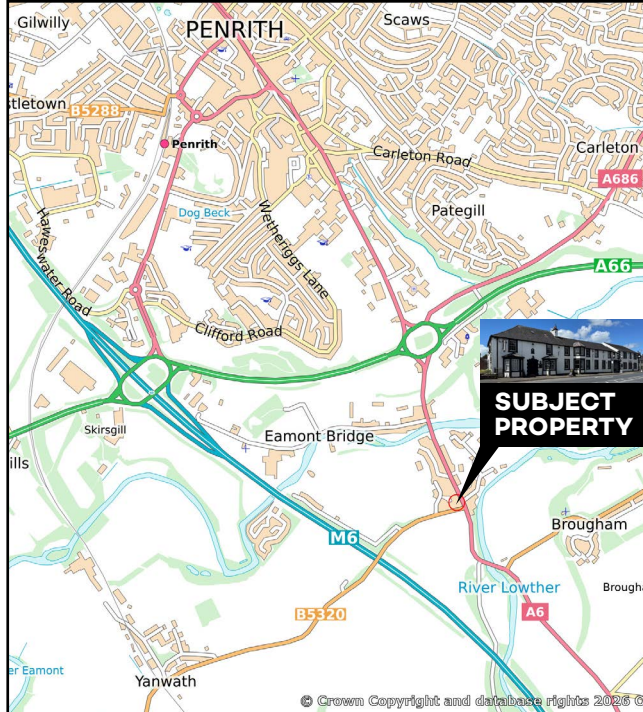 Gilwilly
PENRITH
Scaws
stletown
B5288
Penrith
Carleton Road
Carleton
A686
Dog Beck
Pategill
Wetheriggs Lane
Haweswater Road
A66
Clifford Road
SUBJECT
PROPERTY
Skirsgill
Eamont Bridge
ills
Brougham
M6
River Lowther
Brougha
B5320
A6
er Eamont
Yanwath
© Crown Copyright and database rights 2026 O